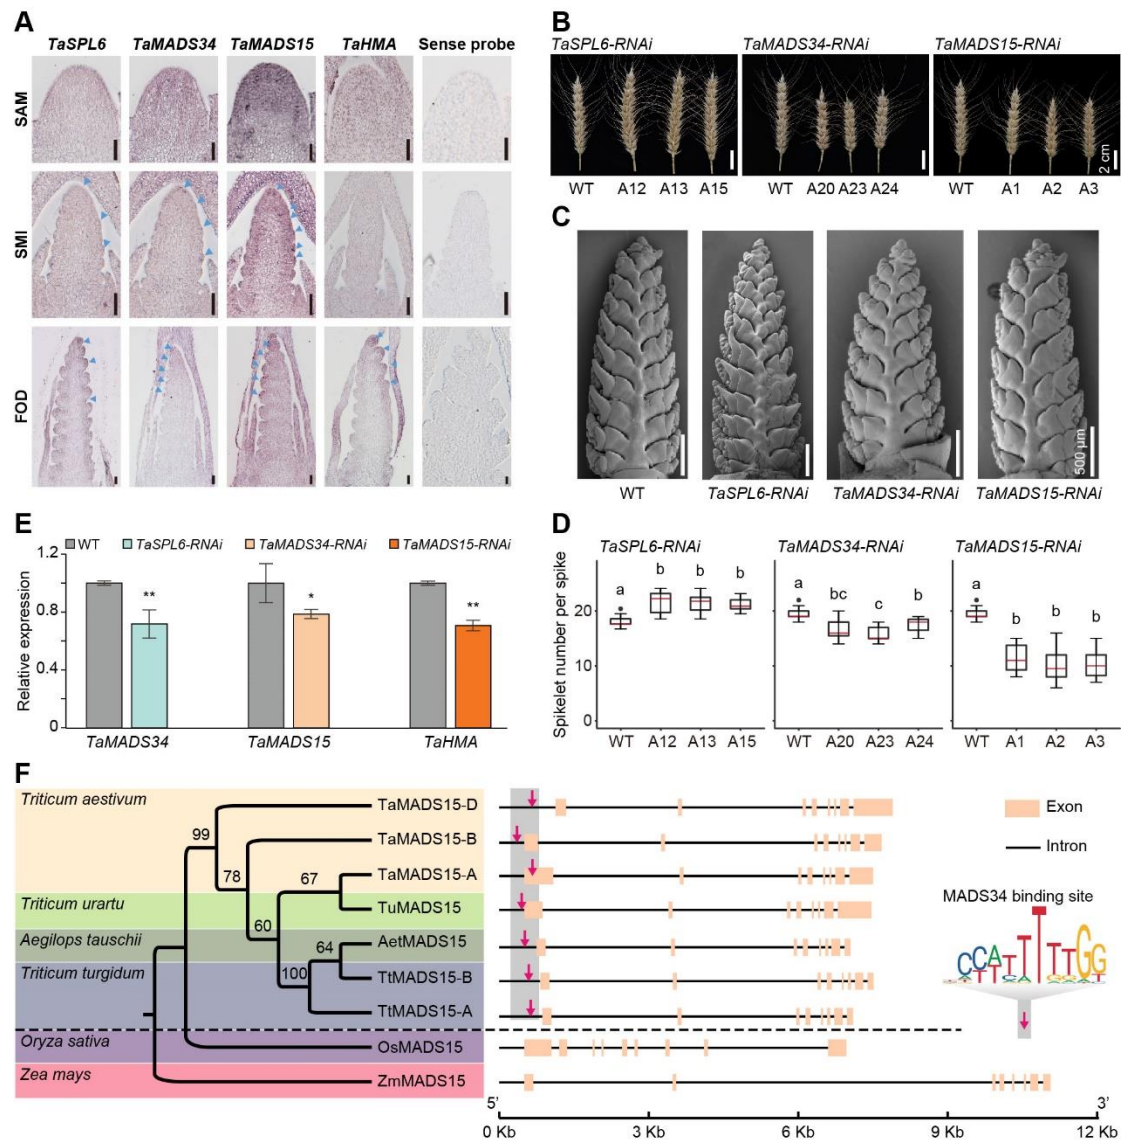 A
TaSPL6 TaMADS34 TaMADS15 TaHMA Sense probe
SAM
SMI
FOD
B
TaSPL6-RNAi TaMADS34-RNAi TaMADS15-RNAi
2 cm
WT A12 A13 A15 WT A20 A23 A24 WT A1 A2 A3
C
500 µm
WT TaSPL6-RNAi TaMADS34-RNAi TaMADS15-RNAi
E
WT TaSPL6-RNAi TaMADS34-RNAi TaMADS15-RNAi
Relative expression
1.2
0.8
0.4
0
** * **
TaMADS34 TaMADS15 TaHMA
D
TaSPL6-RNAi TaMADS34-RNAi TaMADS15-RNAi
Spikelet number per spike
20
10
0
a b b b a bc c b a b b b
WT A12 A13 A15 WT A20 A23 A24 WT A1 A2 A3
F
Triticum aestivum
Triticum urartu
Aegilops tauschii
Triticum turgidum
Oryza sativa
Zea mays
99
78
67
60
64
100
TaMADS15-D
TaMADS15-B
TaMADS15-A
TuMADS15
AetMADS15
TtMADS15-B
TtMADS15-A
OsMADS15
ZmMADS15
Exon
Intron
MADS34 binding site
CCATTTTTGG
5' 3'
0 Kb 3 Kb 6 Kb 9 Kb 12 Kb